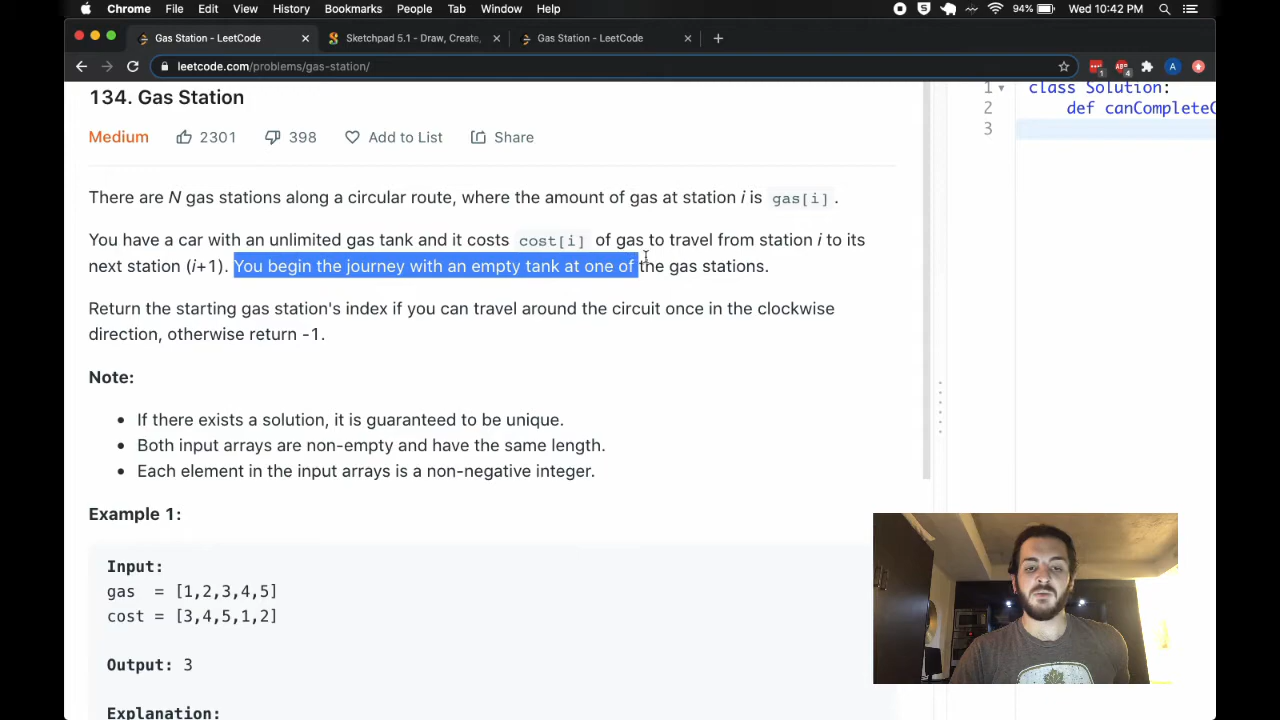 Chrome File Edit View History Bookmarks People Tab Window Help 94% Wed 10:42 PM
Gas Station - LeetCode × Sketchpad 5.1 - Draw, Create, × Gas Station - LeetCode × +
leetcode.com/problems/gas-station/
134. Gas Station
Medium 2301 398 Add to List Share
There are N gas stations along a circular route, where the amount of gas at station i is gas[i].
You have a car with an unlimited gas tank and it costs cost[i] of gas to travel from station i to its
next station (i+1). You begin the journey with an empty tank at one of the gas stations.
Return the starting gas station's index if you can travel around the circuit once in the clockwise
direction, otherwise return -1.
Note:
• If there exists a solution, it is guaranteed to be unique.
• Both input arrays are non-empty and have the same length.
• Each element in the input arrays is a non-negative integer.
Example 1:
Input:
gas = [1,2,3,4,5]
cost = [3,4,5,1,2]
Output: 3
Explanation:
1 class Solution:
2 def canCompleteC
3